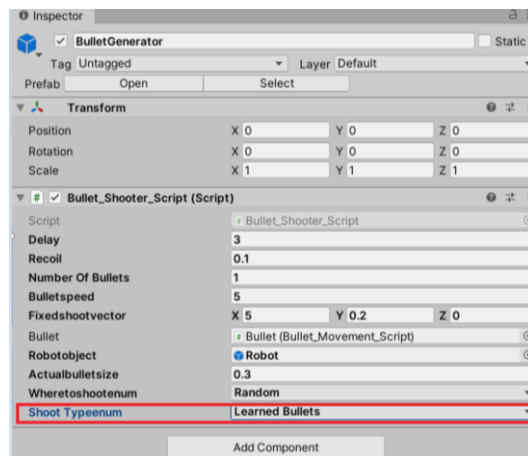 Inspector
BulletGenerator Static
Tag Untagged Layer Default
Prefab Open Select
Transform
Position X 0 Y 0 Z 0
Rotation X 0 Y 0 Z 0
Scale X 1 Y 1 Z 1
# Bullet_Shooter_Script (Script)
Script # Bullet_Shooter_Script
Delay 3
Recoil 0.1
Number Of Bullets 1
Bulletspeed 5
Fixedshootvector X 5 Y 0.2 Z 0
Bullet # Bullet (Bullet_Movement_Script)
Robotobject Robot
Actualbulletsize 0.3
Wheretoshootenum Random
Shoot Typeenum Learned Bullets
Add Component